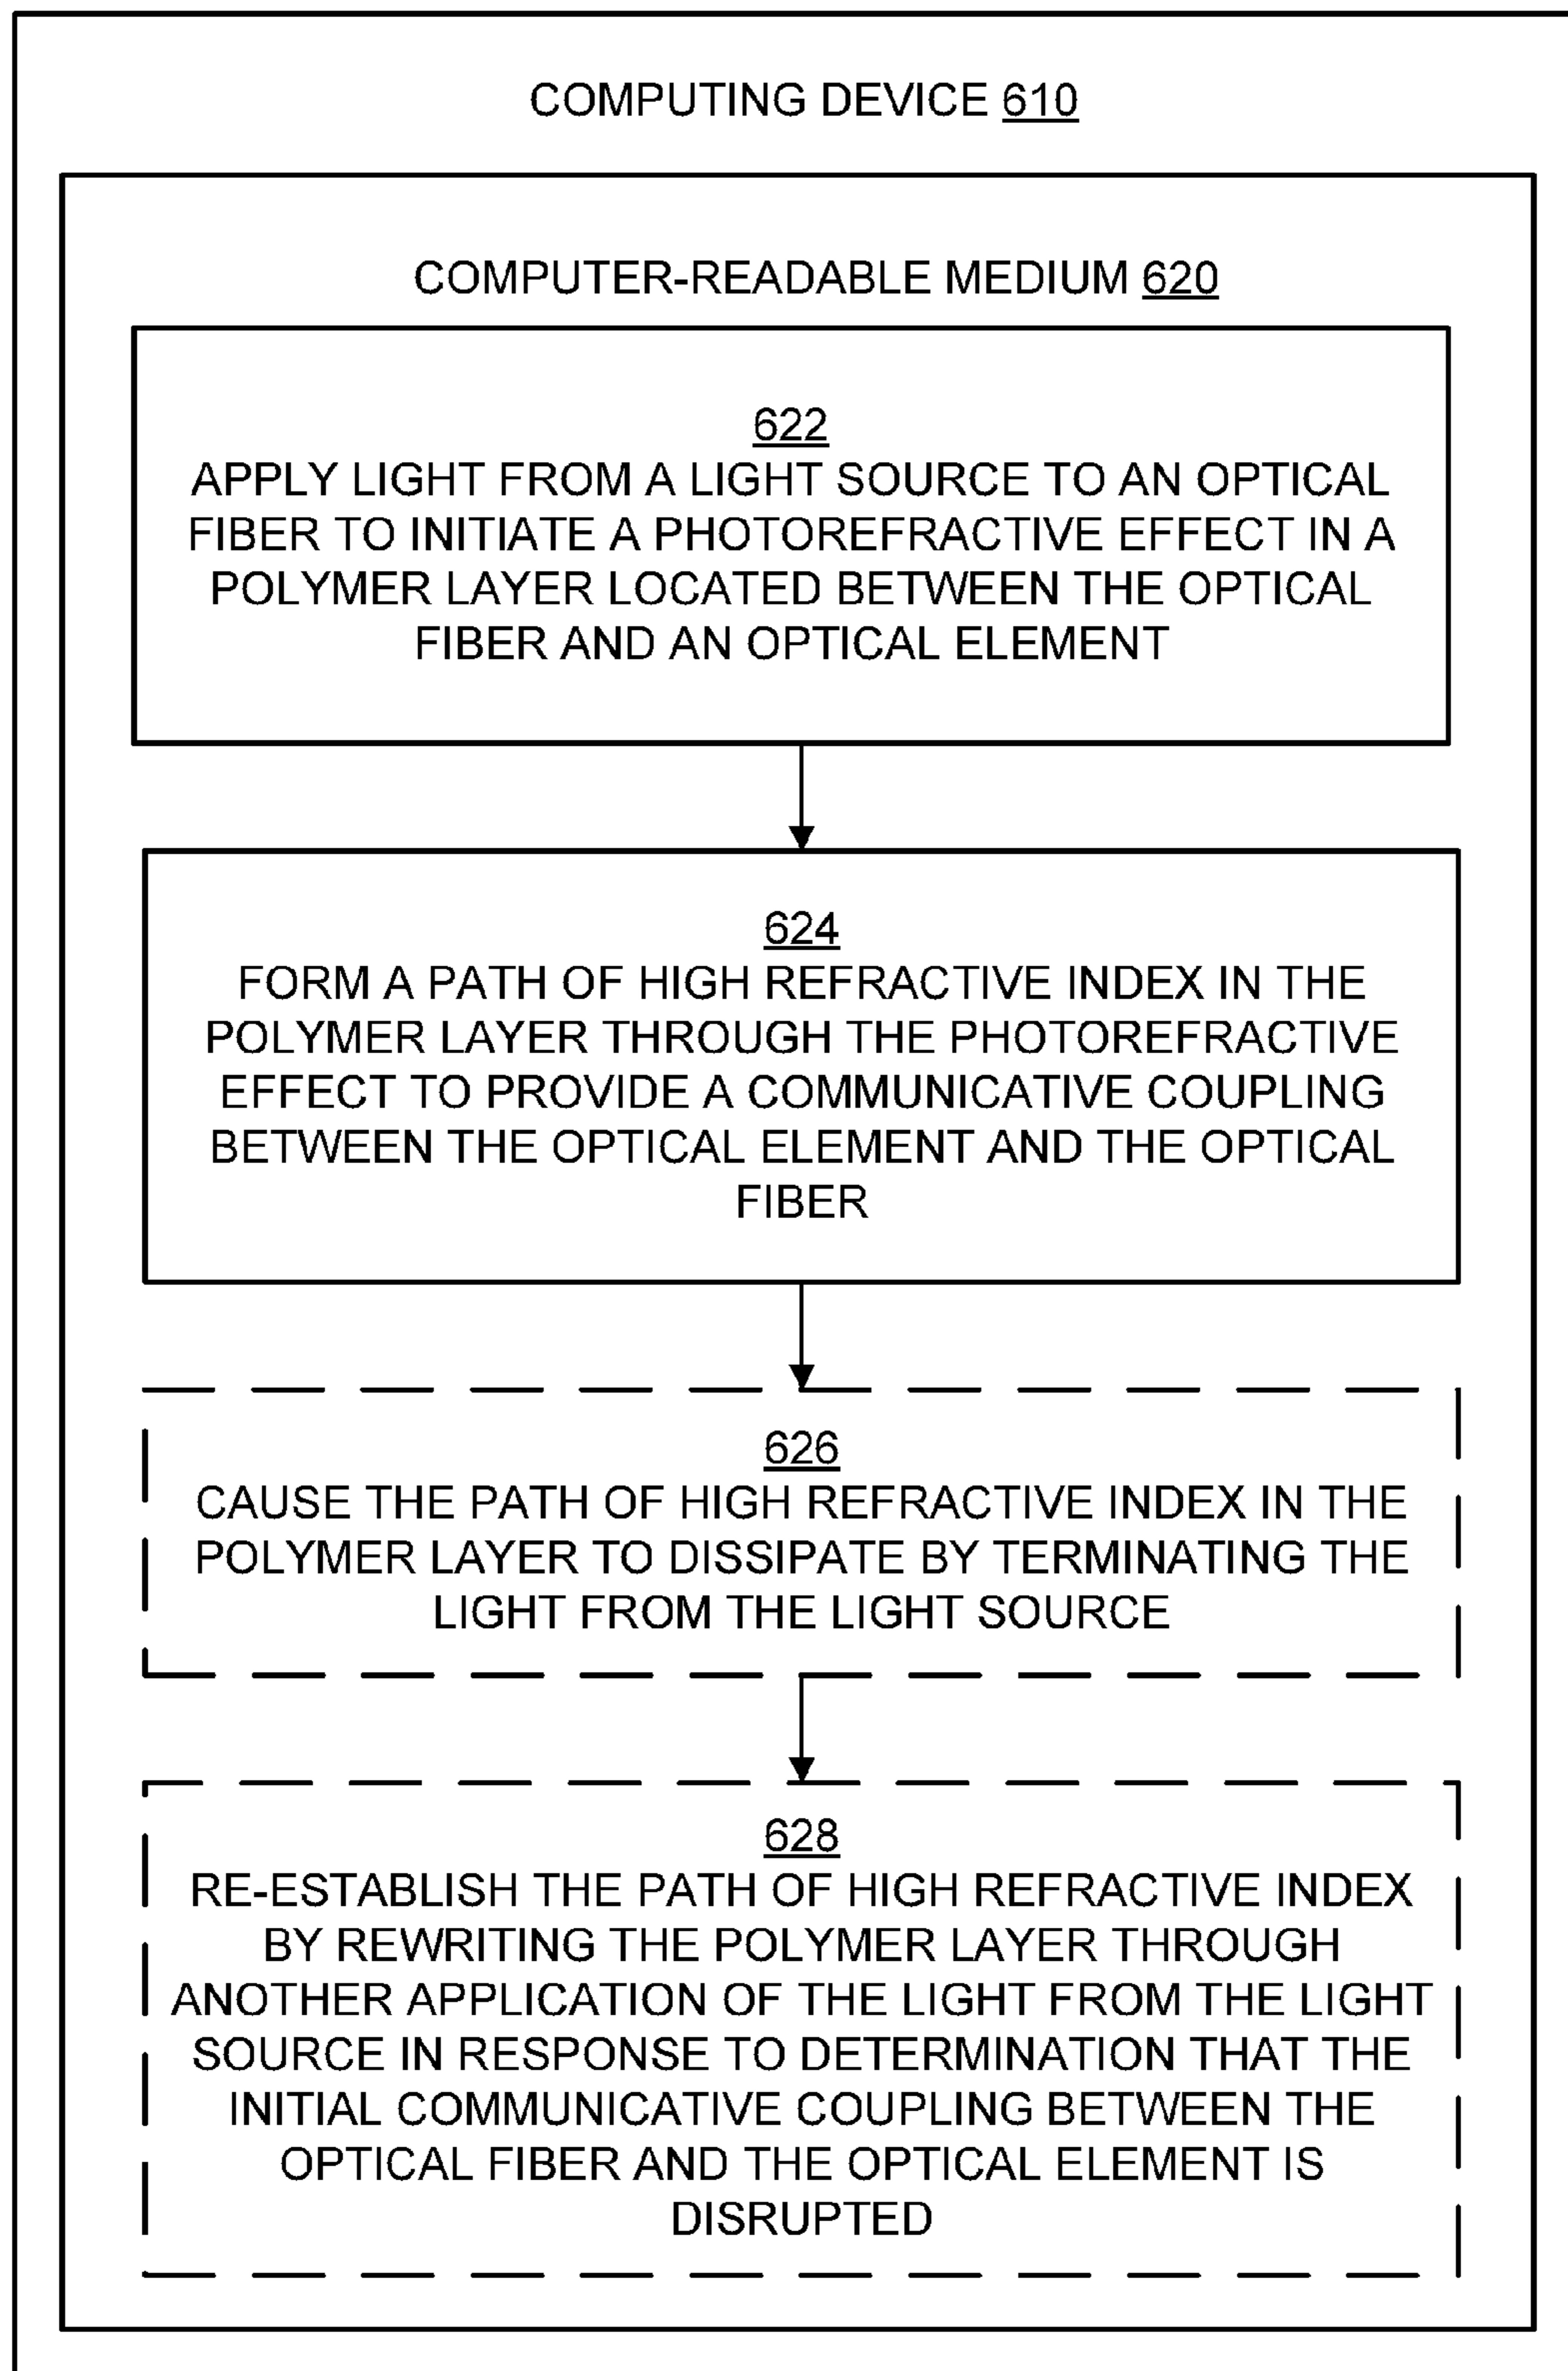 COMPUTING DEVICE 610
COMPUTER-READABLE MEDIUM 620
622
APPLY LIGHT FROM A LIGHT SOURCE TO AN OPTICAL
FIBER TO INITIATE A PHOTOREFRACTIVE EFFECT IN A
POLYMER LAYER LOCATED BETWEEN THE OPTICAL
FIBER AND AN OPTICAL ELEMENT
624
FORM A PATH OF HIGH REFRACTIVE INDEX IN THE
POLYMER LAYER THROUGH THE PHOTOREFRACTIVE
EFFECT TO PROVIDE A COMMUNICATIVE COUPLING
BETWEEN THE OPTICAL ELEMENT AND THE OPTICAL
FIBER
626
CAUSE THE PATH OF HIGH REFRACTIVE INDEX IN THE
POLYMER LAYER TO DISSIPATE BY TERMINATING THE
LIGHT FROM THE LIGHT SOURCE
628
RE-ESTABLISH THE PATH OF HIGH REFRACTIVE INDEX
BY REWRITING THE POLYMER LAYER THROUGH
ANOTHER APPLICATION OF THE LIGHT FROM THE LIGHT
SOURCE IN RESPONSE TO DETERMINATION THAT THE
INITIAL COMMUNICATIVE COUPLING BETWEEN THE
OPTICAL FIBER AND THE OPTICAL ELEMENT IS
DISRUPTED